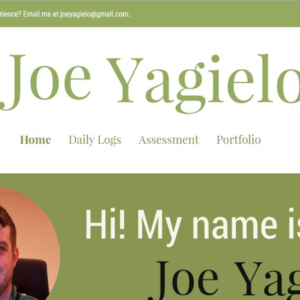 rience? Email me at joeyagielo@gmail.com.
Joe Yagielo
Home Daily Logs Assessment Portfolio
Hi! My name is
Joe Yag